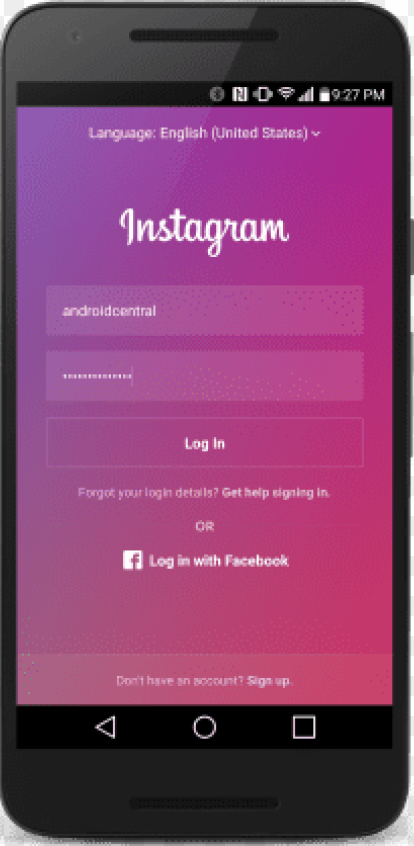 9:27 PM
Language: English (United States)
Instagram
androidcentral
Log In
Forgot your login details? Get help signing in.
OR
f Log in with Facebook
Don't have an account? Sign up.